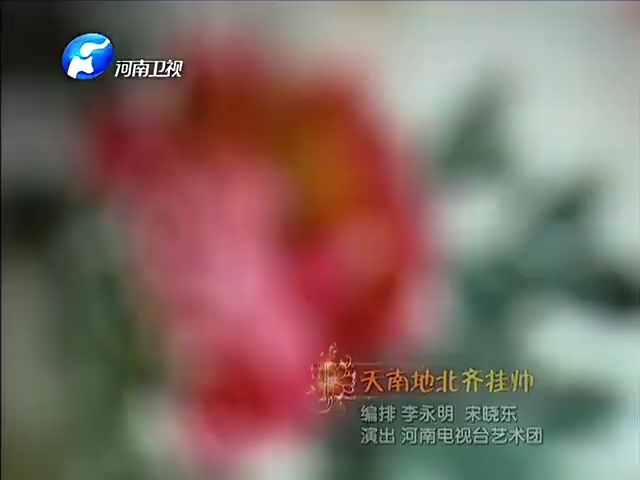 河南卫视
天南地北齐挂帅
编排 李永明 宋晓东
演出 河南电视台艺术团